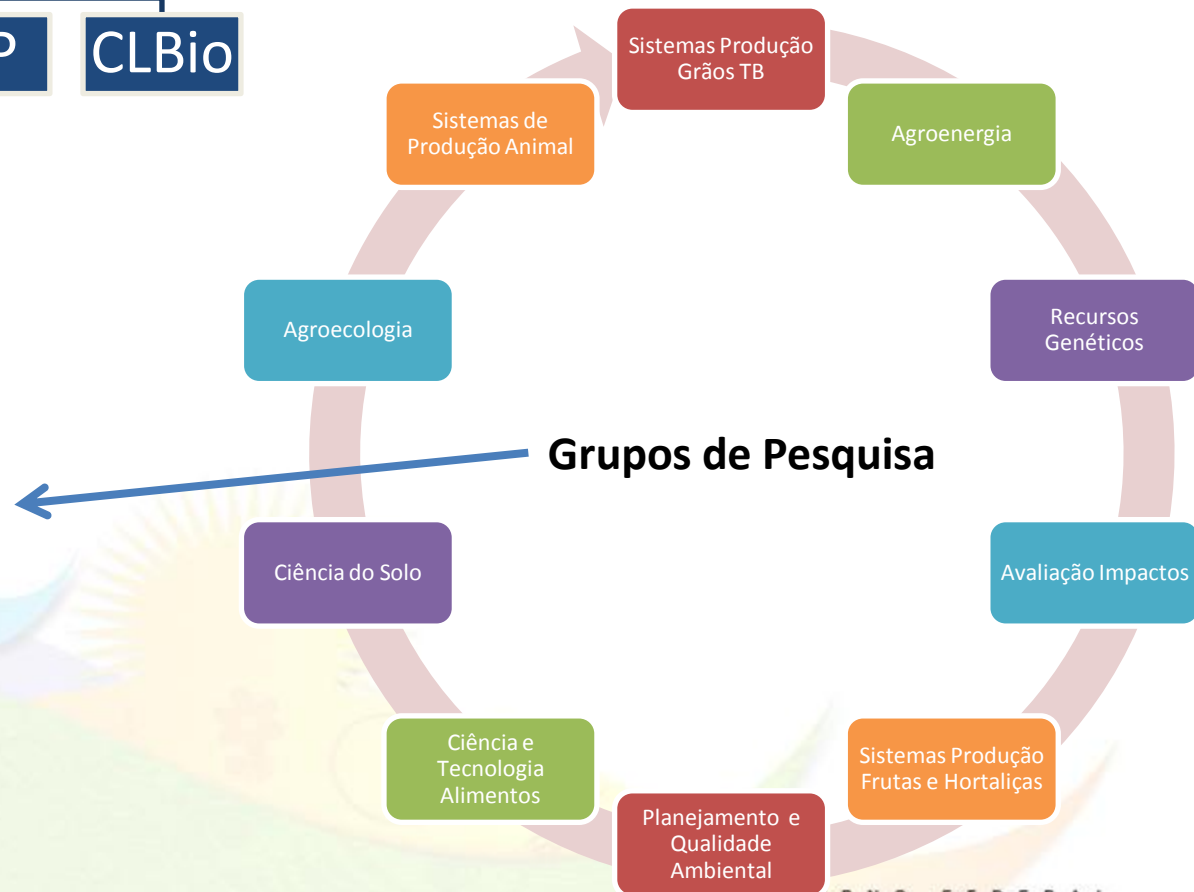 P
CLBio
Sistemas Produção
Grãos TB
Agroenergia
Recursos
Genéticos
Avaliação Impactos
Sistemas Produção
Frutas e Hortaliças
Planejamento e
Qualidade
Ambiental
Ciência e
Tecnologia
Alimentos
Ciência do Solo
Agroecologia
Sistemas de
Produção Animal
Grupos de Pesquisa